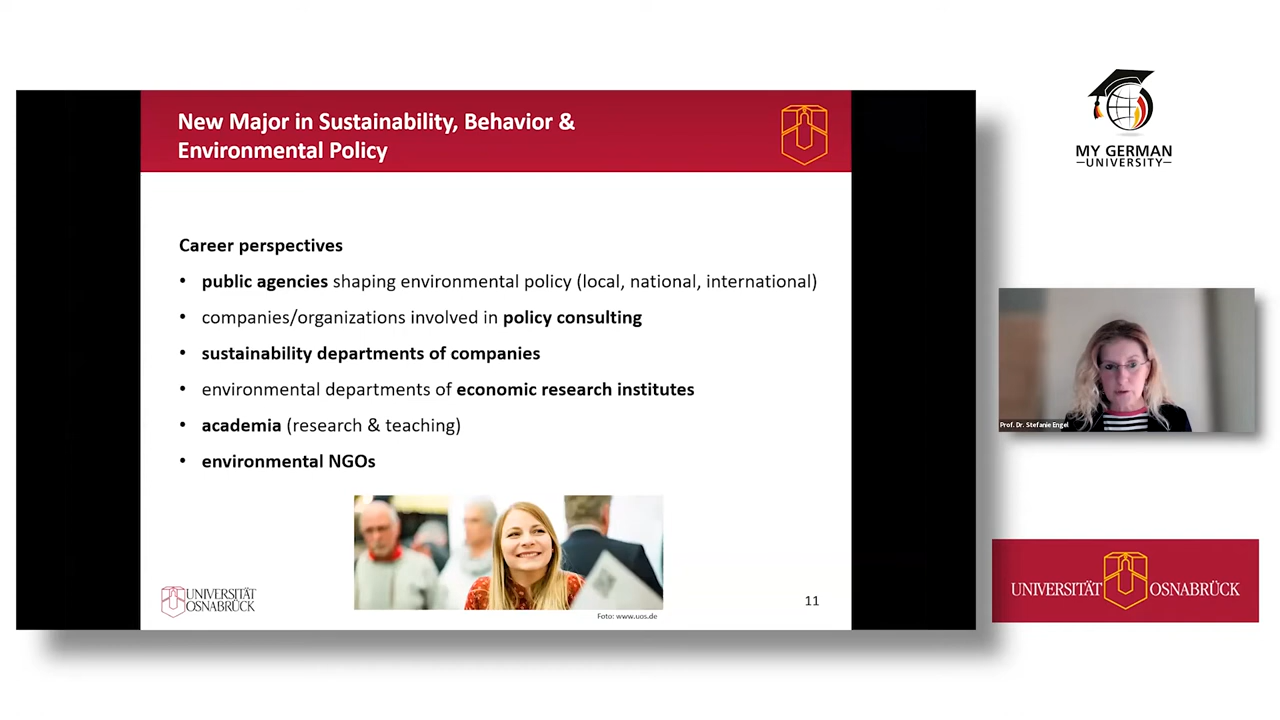 New Major in Sustainability, Behavior &
Environmental Policy
Career perspectives
• public agencies shaping environmental policy (local, national, international)
• companies/organizations involved in policy consulting
• sustainability departments of companies
• environmental departments of economic research institutes
• academia (research & teaching)
• environmental NGOs
UNIVERSITÄT
OSNABRÜCK
Foto: www.uos.de
11
MY GERMAN
UNIVERSITY
Prof. Dr. Stefanie Engel
UNIVERSITÄT OSNABRÜCK